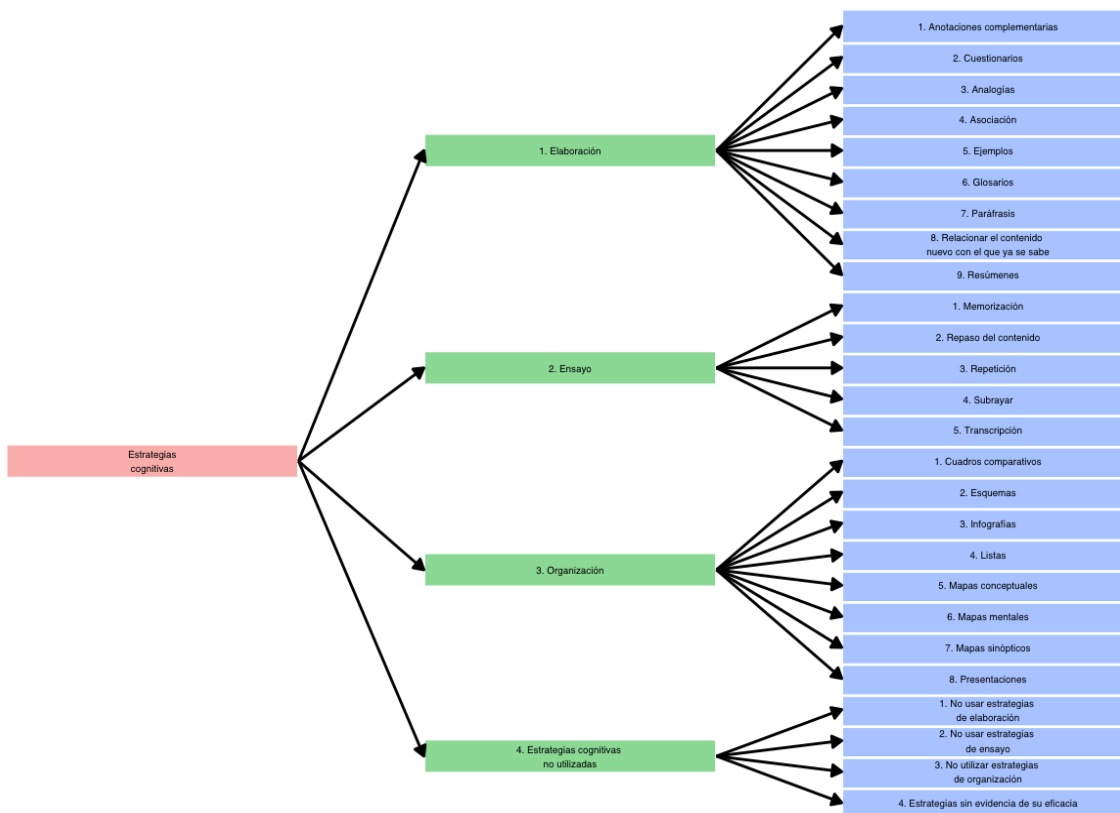 Estrategias
cognitivas
1. Elaboración
1. Anotaciones complementarias
2. Cuestionarios
3. Analogías
4. Asociación
5. Ejemplos
6. Glosarios
7. Paráfrasis
8. Relacionar el contenido
nuevo con el que ya se sabe
9. Resúmenes
2. Ensayo
1. Memorización
2. Repaso del contenido
3. Repetición
4. Subrayar
5. Transcripción
3. Organización
1. Cuadros comparativos
2. Esquemas
3. Infografías
4. Listas
5. Mapas conceptuales
6. Mapas mentales
7. Mapas sinópticos
8. Presentaciones
4. Estrategias cognitivas
no utilizadas
1. No usar estrategias
de elaboración
2. No usar estrategias
de ensayo
3. No utilizar estrategias
de organización
4. Estrategias sin evidencia de su eficacia